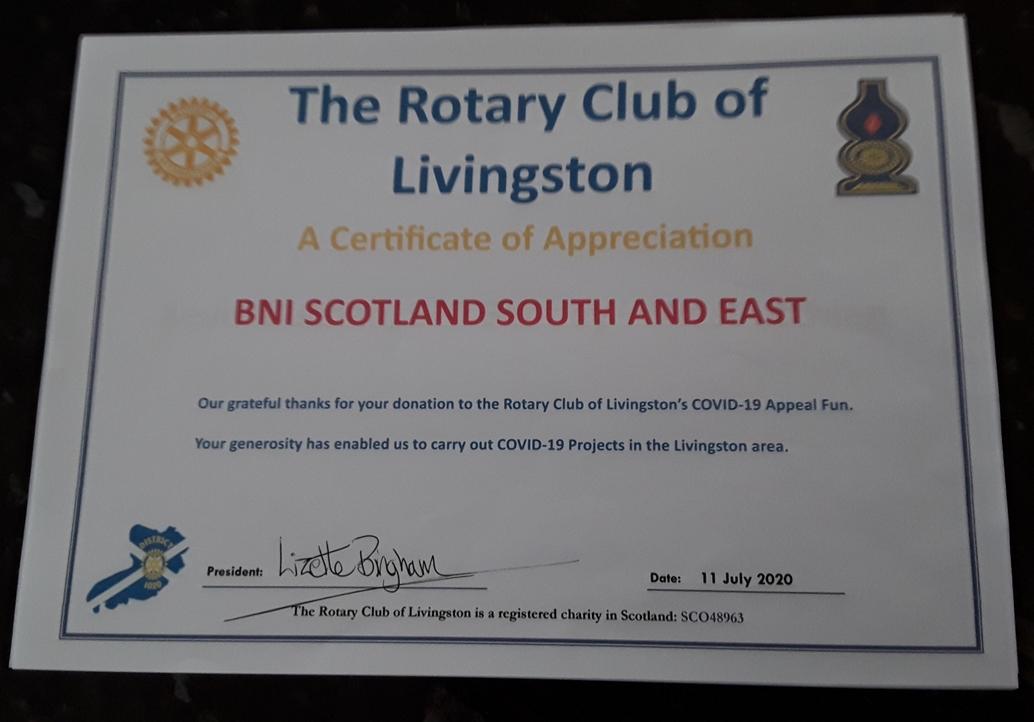 The Rotary Club of
Livingston
A Certificate of Appreciation
BNI SCOTLAND SOUTH AND EAST
Our grateful thanks for your donation to the Rotary Club of Livingston's COVID-19 Appeal Fun.
Your generosity has enabled us to carry out COVID-19 Projects in the Livingston area.
DISTRICT
1020
President: Lizette Brigham
Date: 11 July 2020
The Rotary Club of Livingston is a registered charity in Scotland: SCO48963